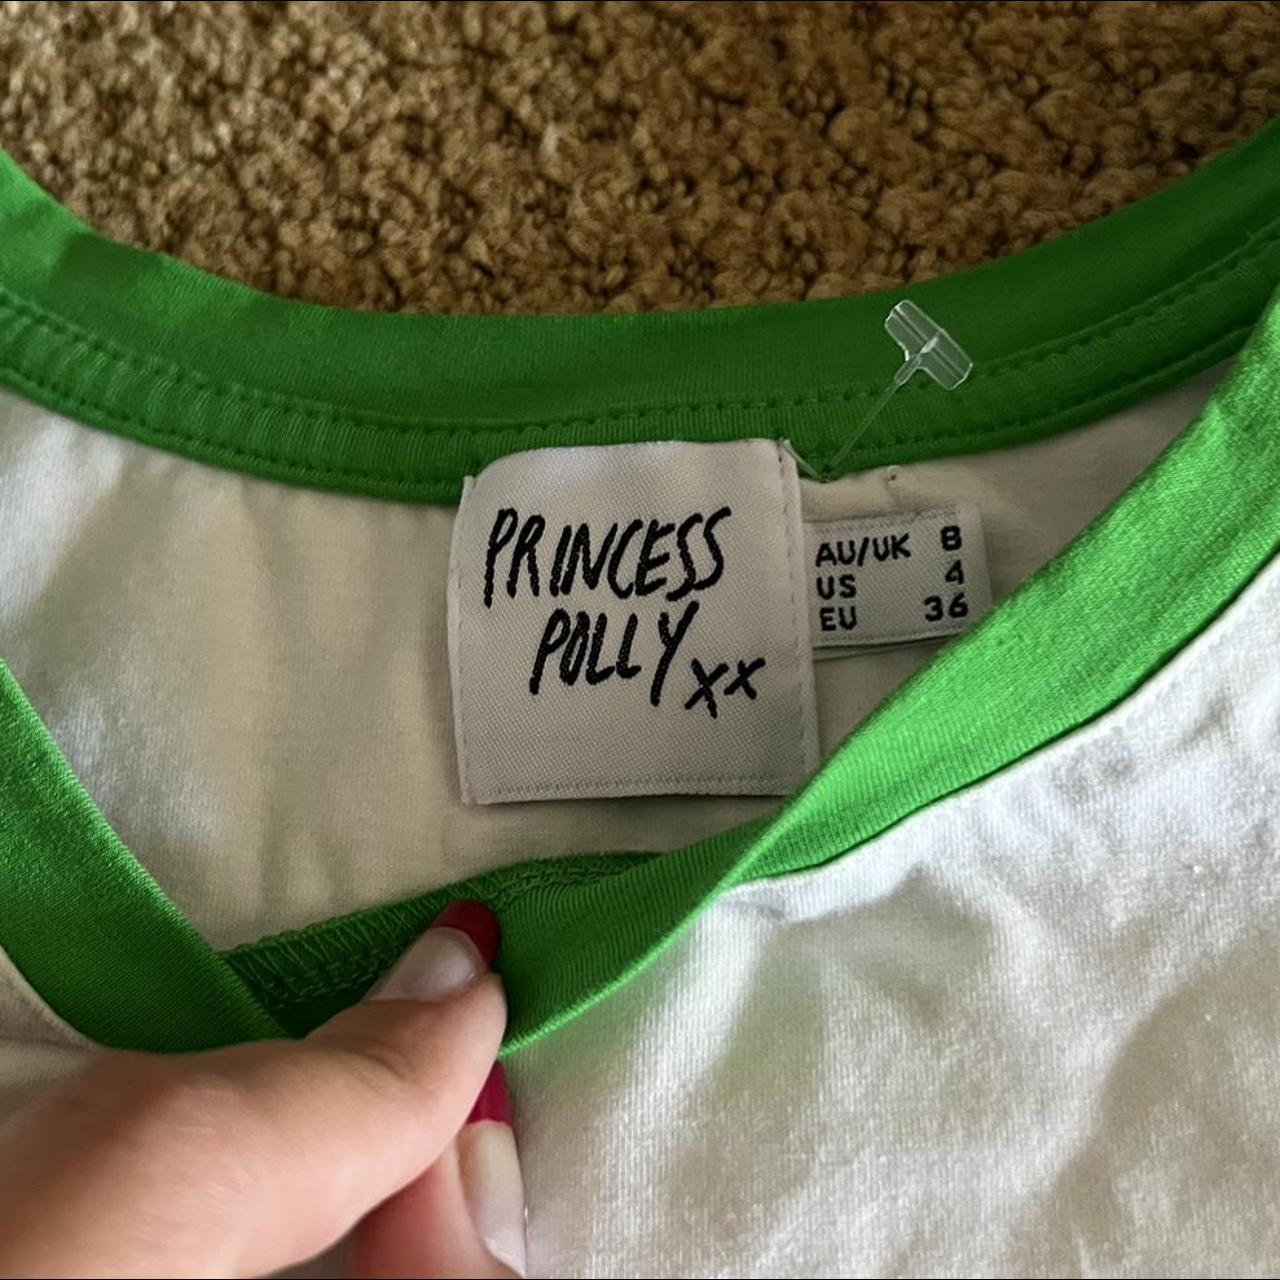 PRINCESS
POLLY xx
AU/UK 8
US 4
EU 36